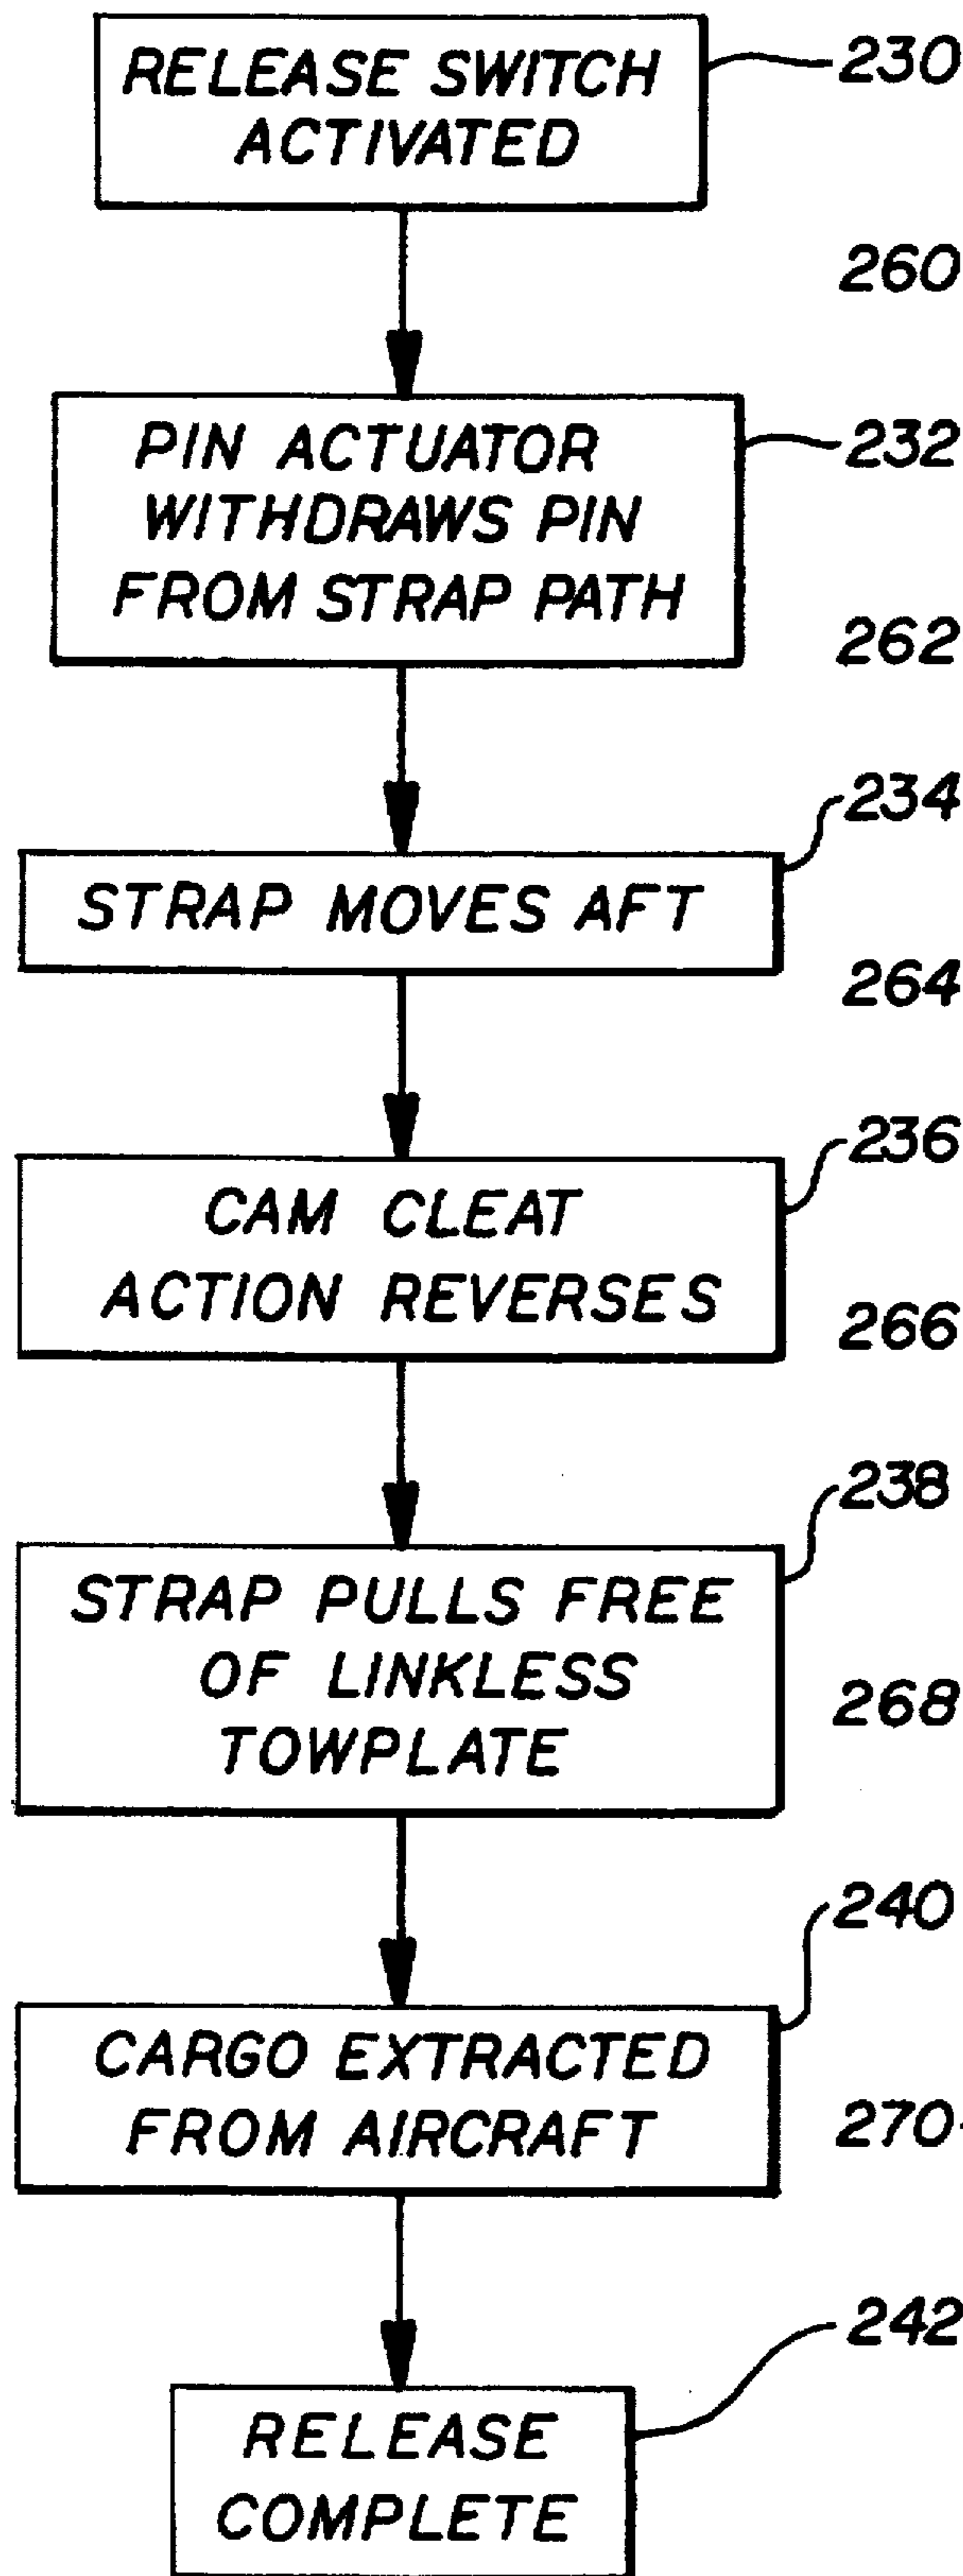 RELEASE SWITCH
ACTIVATED
230
260
PIN ACTUATOR
WITHDRAWS PIN
FROM STRAP PATH
232
262
234
STRAP MOVES AFT
264
236
CAM CLEAT
ACTION REVERSES
266
238
STRAP PULLS FREE
OF LINKLESS
TOWPLATE
268
240
CARGO EXTRACTED
FROM AIRCRAFT
270
242
RELEASE
COMPLETE